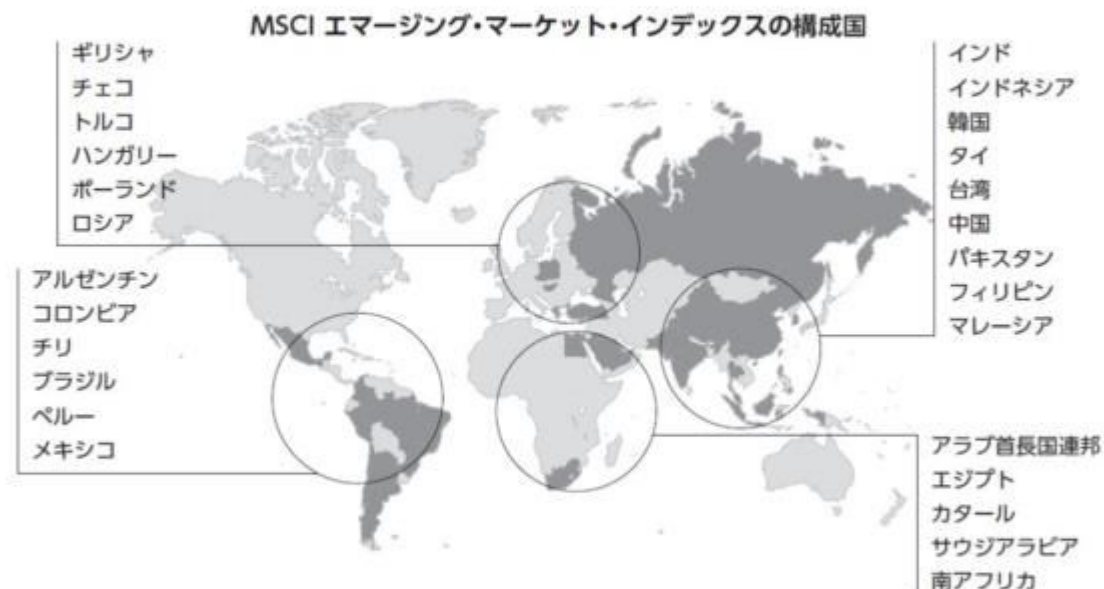 MSCI エマージング・マーケット・インデックスの構成国
ギリシャ
チェコ
トルコ
ハンガリー
ポーランド
ロシア
アルゼンチン
コロンビア
チリ
ブラジル
ペルー
メキシコ
インド
インドネシア
韓国
タイ
台湾
中国
パキスタン
フィリピン
マレーシア
アラブ首長国連邦
エジプト
カタール
サウジアラビア
南アフリカ